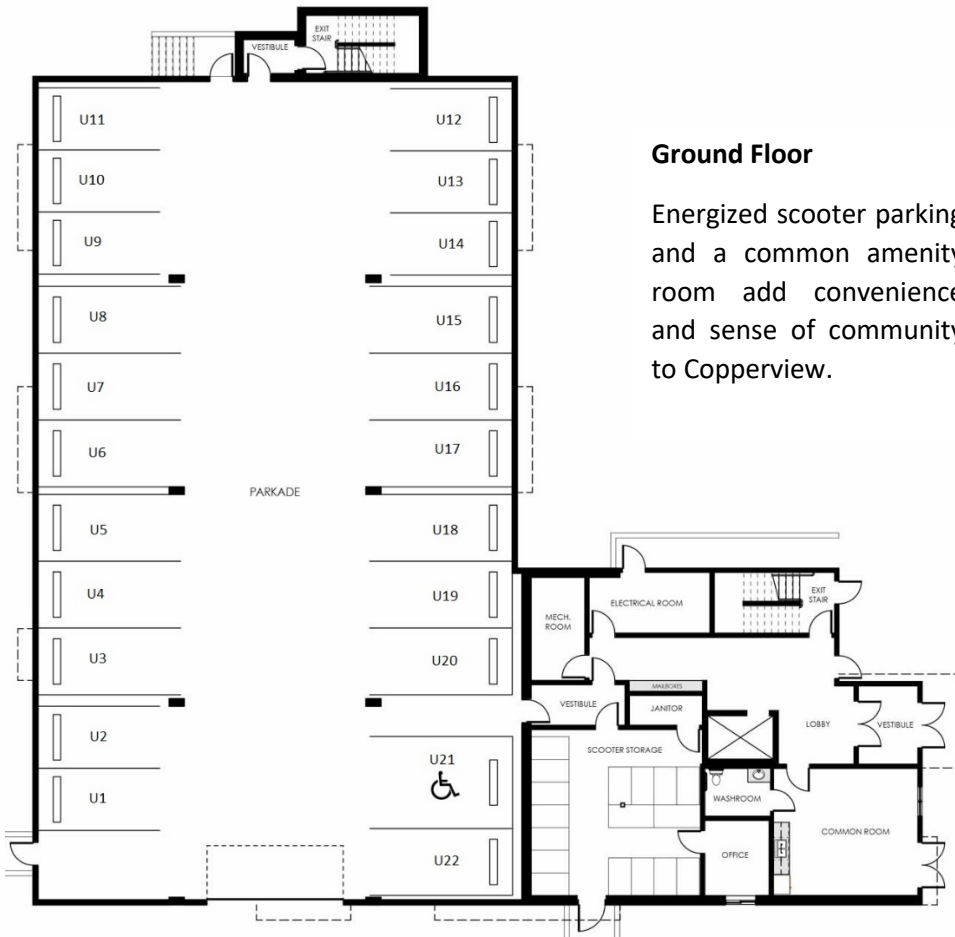 EXIT
STAIR
VESTIBULE
U11
U12
U10
U13
U9
U14
U8
U15
U7
U16
U6
U17
PARKADE
U5
U18
U4
U19
U3
U20
U2
U21
U1
U22
Ground Floor
Energized scooter parking
and a common amenity
room add convenience
and sense of community
to Copperview.
MECH.
ROOM
ELECTRICAL ROOM
EXIT
STAIR
MAILBOXES
VESTIBULE
JANITOR
LOBBY
VESTIBULE
SCOOTER STORAGE
WASHROOM
OFFICE
COMMON ROOM